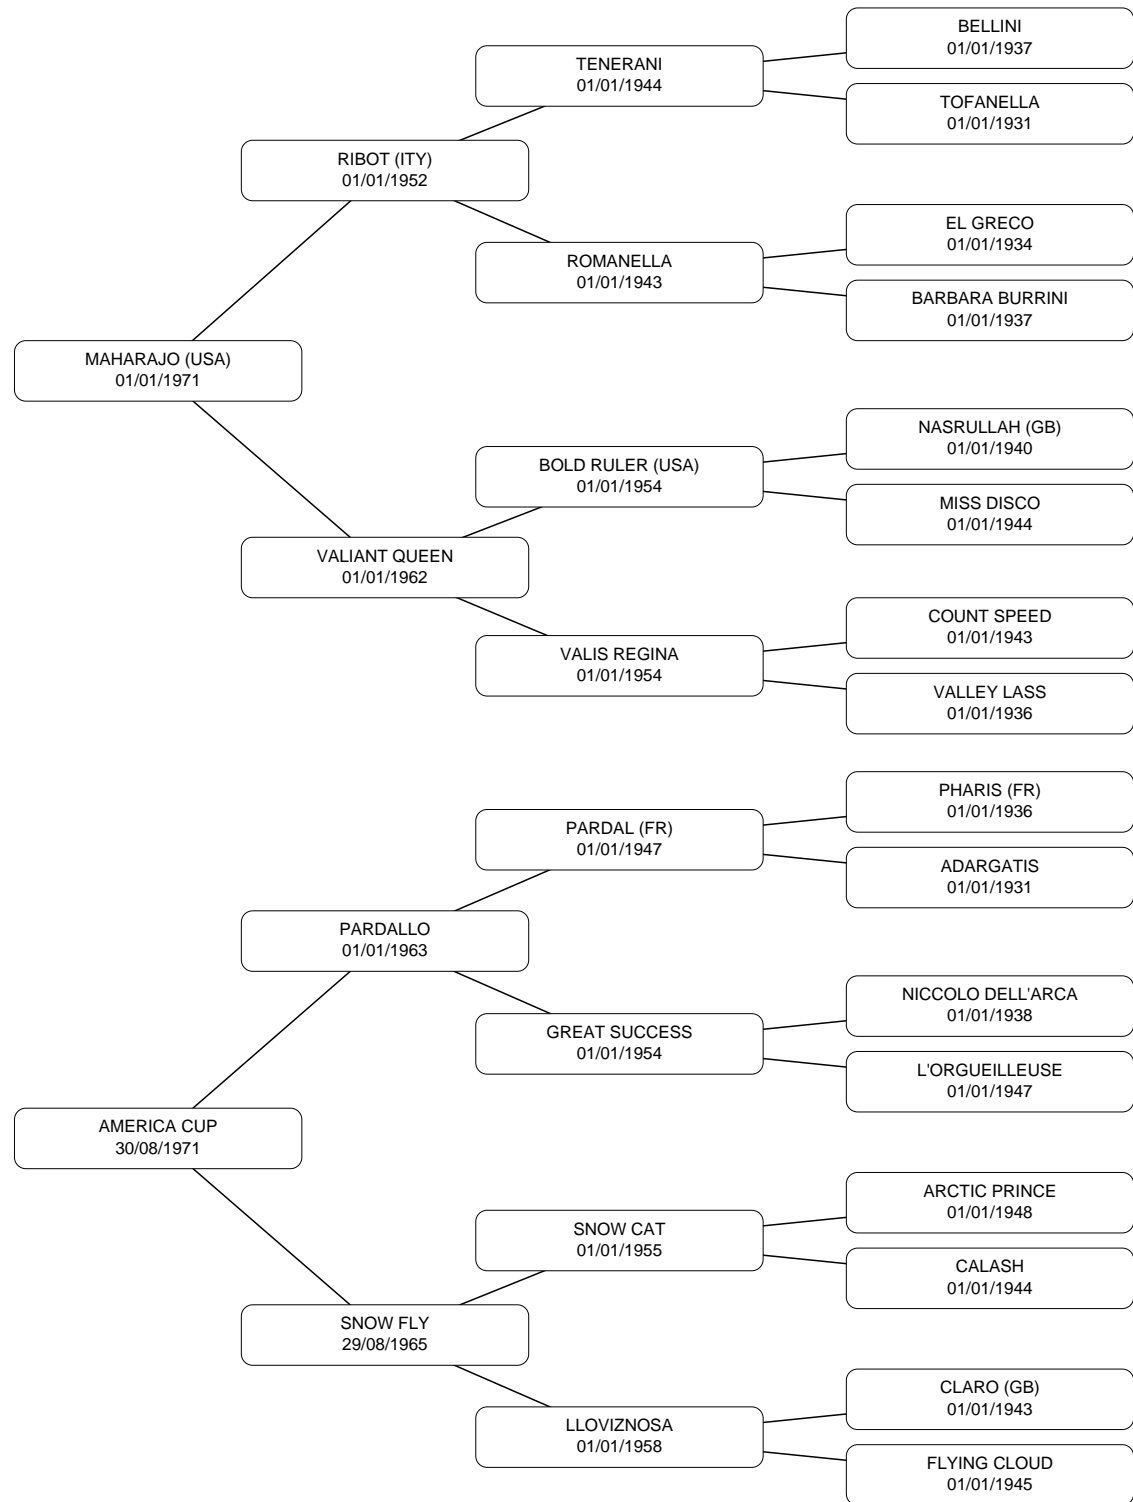 BELLINI
01/01/1937
TENERANI
01/01/1944
TOFANELLA
01/01/1931
RIBOT (ITY)
01/01/1952
EL GRECO
01/01/1934
ROMANELLA
01/01/1943
BARBARA BURRINI
01/01/1937
MAHARAJO (USA)
01/01/1971
NASRULLAH (GB)
01/01/1940
BOLD RULER (USA)
01/01/1954
MISS DISCO
01/01/1944
VALIANT QUEEN
01/01/1962
COUNT SPEED
01/01/1943
VALIS REGINA
01/01/1954
VALLEY LASS
01/01/1936
PHARIS (FR)
01/01/1936
PARDAL (FR)
01/01/1947
ADARGATIS
01/01/1931
PARDALLO
01/01/1963
NICCOLO DELL'ARCA
01/01/1938
GREAT SUCCESS
01/01/1954
L'ORGUEILLEUSE
01/01/1947
AMERICA CUP
30/08/1971
ARCTIC PRINCE
01/01/1948
SNOW CAT
01/01/1955
CALASH
01/01/1944
SNOW FLY
29/08/1965
CLARO (GB)
01/01/1943
LLOVIZNOSA
01/01/1958
FLYING CLOUD
01/01/1945